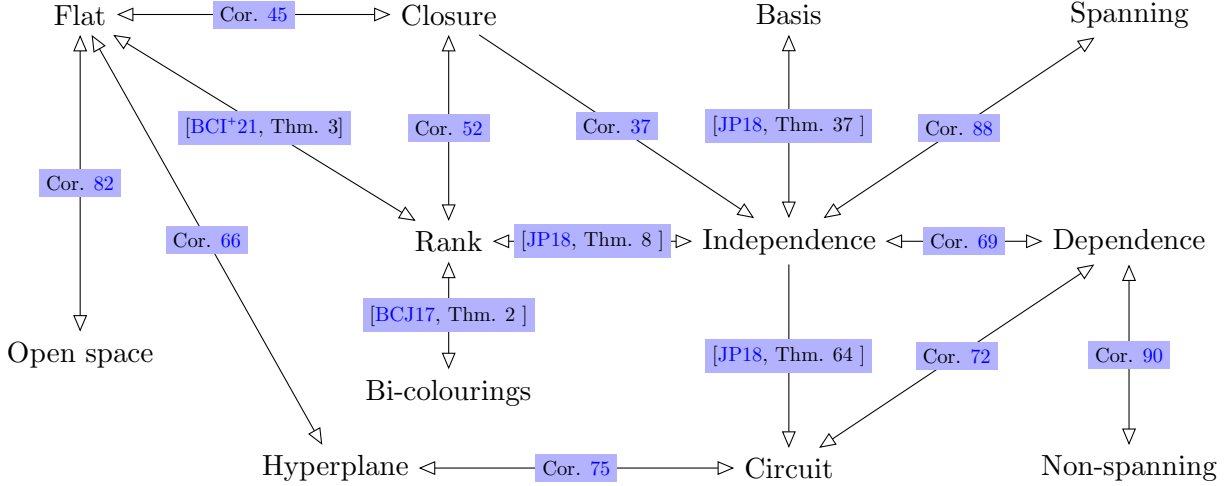 Flat
Cor. 45
Closure
Basis
Spanning
[BCI+21, Thm. 3]
Cor. 52
Cor. 37
[JP18, Thm. 37 ]
Cor. 88
Cor. 82
Cor. 66
Rank
[JP18, Thm. 8 ]
Independence
Cor. 69
Dependence
[BCJ17, Thm. 2 ]
Open space
[JP18, Thm. 64 ]
Cor. 72
Cor. 90
Bi-colourings
Hyperplane
Cor. 75
Circuit
Non-spanning